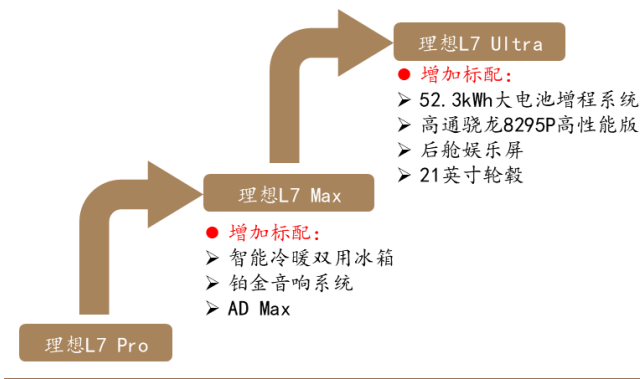 理想L7 Ultra
增加标配：
52.3kWh大电池增程系统
高通骁龙8295P高性能版
后舱娱乐屏
21英寸轮毂
理想L7 Max
增加标配：
智能冷暖双用冰箱
铂金音响系统
AD Max
理想L7 Pro